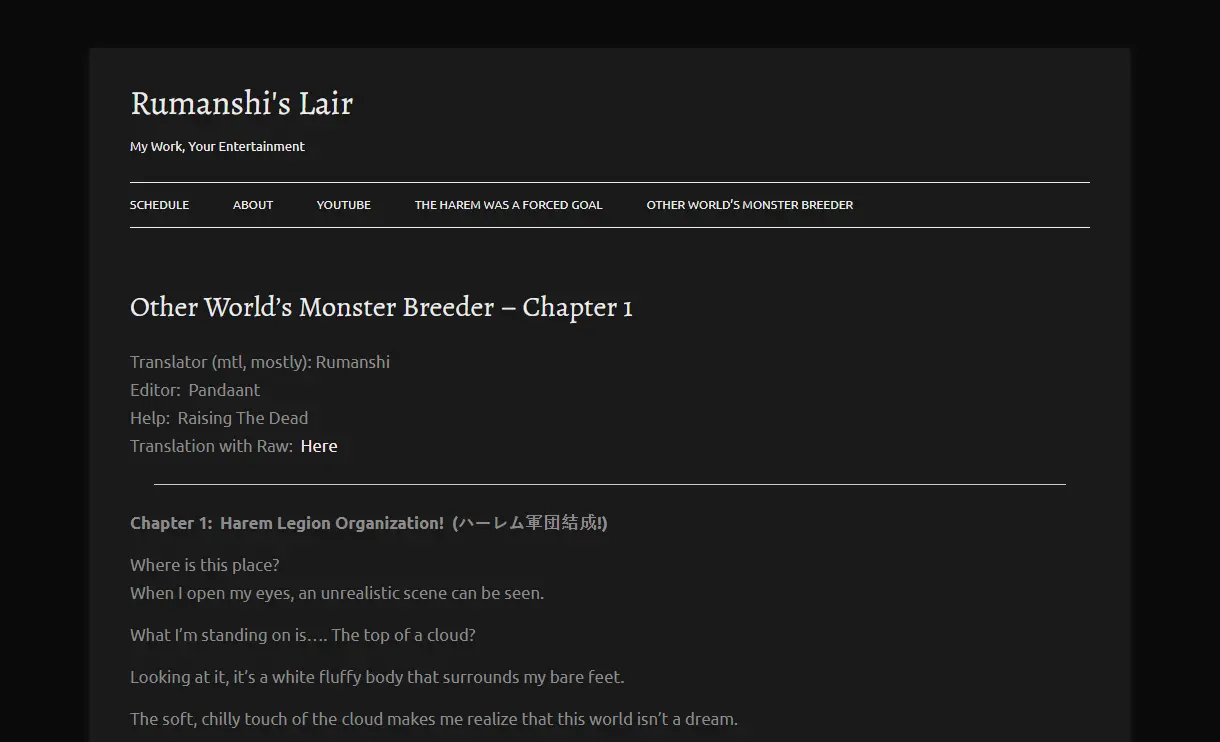 Rumanshi's Lair
My Work, Your Entertainment
SCHEDULE ABOUT YOUTUBE THE HAREM WAS A FORCED GOAL OTHER WORLD’S MONSTER BREEDER
Other World’s Monster Breeder – Chapter 1
Translator (mtl, mostly): Rumanshi
Editor:  Pandaant
Help:  Raising The Dead
Translation with Raw:  Here
Chapter 1:  Harem Legion Organization!  (ハーレム軍団結成!)
Where is this place?
When I open my eyes, an unrealistic scene can be seen.
What I’m standing on is…. The top of a cloud?
Looking at it, it’s a white fluffy body that surrounds my bare feet.
The soft, chilly touch of the cloud makes me realize that this world isn’t a dream.